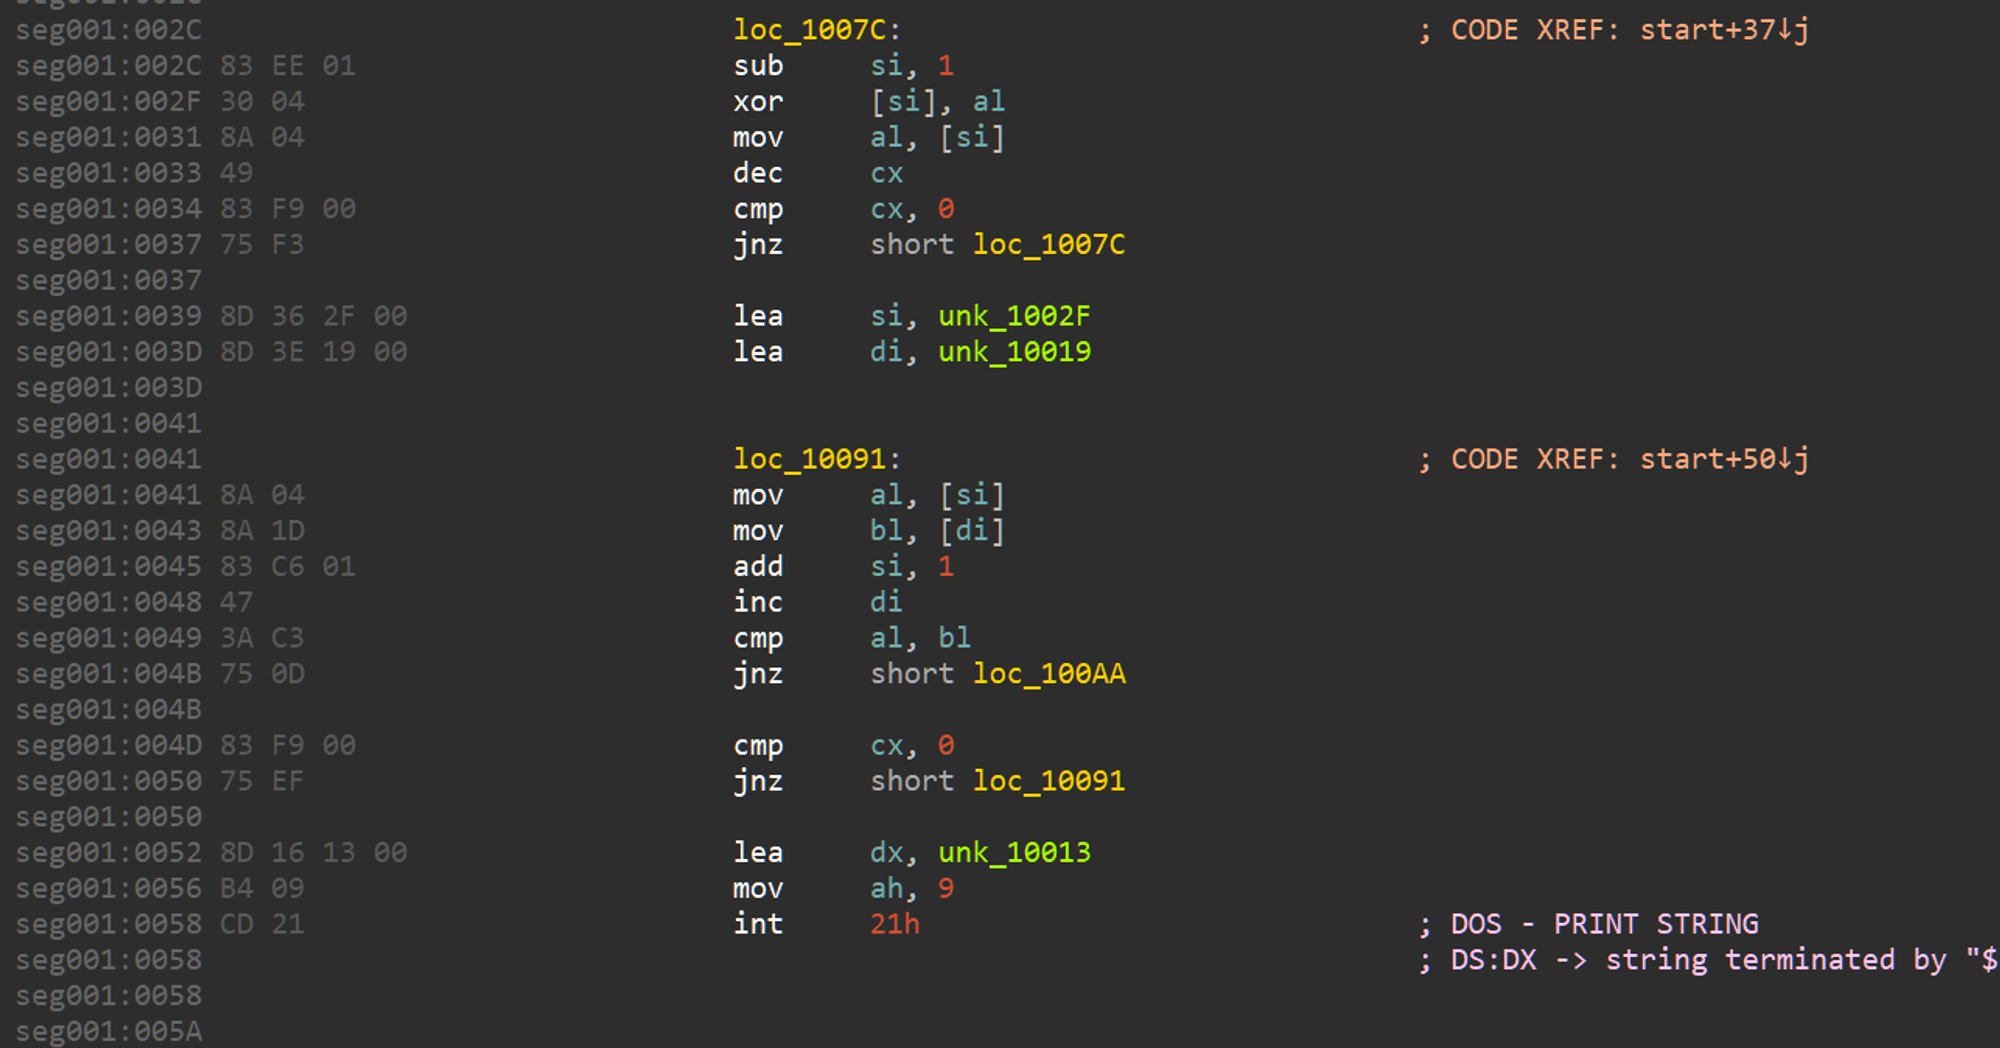 seg001:002C
seg001:002C loc_1007C: ; CODE XREF: start+37↓j
seg001:002C 83 EE 01 sub si, 1
seg001:002F 30 04 xor [si], al
seg001:0031 8A 04 mov al, [si]
seg001:0033 49 dec cx
seg001:0034 83 F9 00 cmp cx, 0
seg001:0037 75 F3 jnz short loc_1007C
seg001:0037
seg001:0039 8D 36 2F 00 lea si, unk_1002F
seg001:003D 8D 3E 19 00 lea di, unk_10019
seg001:003D
seg001:0041
seg001:0041 loc_10091: ; CODE XREF: start+50↓j
seg001:0041 8A 04 mov al, [si]
seg001:0043 8A 1D mov bl, [di]
seg001:0045 83 C6 01 add si, 1
seg001:0048 47 inc di
seg001:0049 3A C3 cmp al, bl
seg001:004B 75 0D jnz short loc_100AA
seg001:004B
seg001:004D 83 F9 00 cmp cx, 0
seg001:0050 75 EF jnz short loc_10091
seg001:0050
seg001:0052 8D 16 13 00 lea dx, unk_10013
seg001:0056 B4 09 mov ah, 9
seg001:0058 CD 21 int 21h ; DOS - PRINT STRING
seg001:0058 ; DS:DX -> string terminated by "$
seg001:0058
seg001:005A